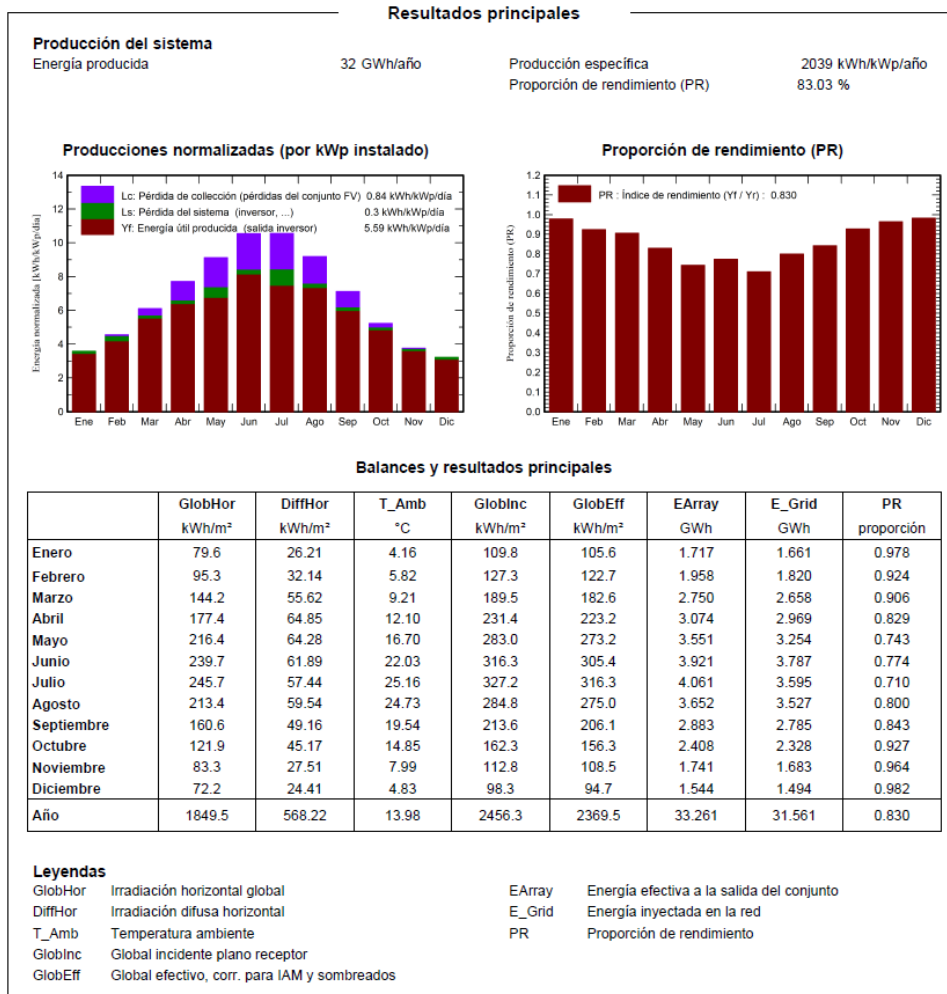 Resultados principales
Producción del sistema
Energía producida 32 GWh/año Producción específica 2039 kWh/kWp/año
Proporción de rendimiento (PR) 83.03 %
Producciones normalizadas (por kWp instalado)
Energía normalizada [kWh/kWp/día]
14
12
10
8
6
4
2
0
Lc: Pérdida de colección (pérdidas del conjunto FV) 0.84 kWh/kWp/día
Ls: Pérdida del sistema (inversor, ...) 0.3 kWh/kWp/día
Yf: Energía útil producida (salida inversor) 5.59 kWh/kWp/día
Ene Feb Mar Abr May Jun Jul Ago Sep Oct Nov Dic
Proporción de rendimiento (PR)
Proporción de rendimiento (PR)
1.2
1.1
1.0
0.9
0.8
0.7
0.6
0.5
0.4
0.3
0.2
0.1
0.0
PR : Índice de rendimiento (Yf / Yr) : 0.830
Ene Feb Mar Abr May Jun Jul Ago Sep Oct Nov Dic
Balances y resultados principales
GlobHor DiffHor T_Amb GlobInc GlobEff EArray E_Grid PR
kWh/m² kWh/m² °C kWh/m² kWh/m² GWh GWh proporción
Enero 79.6 26.21 4.16 109.8 105.6 1.717 1.661 0.978
Febrero 95.3 32.14 5.82 127.3 122.7 1.958 1.820 0.924
Marzo 144.2 55.62 9.21 189.5 182.6 2.750 2.658 0.906
Abril 177.4 64.85 12.10 231.4 223.2 3.074 2.969 0.829
Mayo 216.4 64.28 16.70 283.0 273.2 3.551 3.254 0.743
Junio 239.7 61.89 22.03 316.3 305.4 3.921 3.787 0.774
Julio 245.7 57.44 25.16 327.2 316.3 4.061 3.595 0.710
Agosto 213.4 59.54 24.73 284.8 275.0 3.652 3.527 0.800
Septiembre 160.6 49.16 19.54 213.6 206.1 2.883 2.785 0.843
Octubre 121.9 45.17 14.85 162.3 156.3 2.408 2.328 0.927
Noviembre 83.3 27.51 7.99 112.8 108.5 1.741 1.683 0.964
Diciembre 72.2 24.41 4.83 98.3 94.7 1.544 1.494 0.982
Año 1849.5 568.22 13.98 2456.3 2369.5 33.261 31.561 0.830
Leyendas
GlobHor Irradiación horizontal global
DiffHor Irradiación difusa horizontal
T_Amb Temperatura ambiente
GlobInc Global incidente plano receptor
GlobEff Global efectivo, corr. para IAM y sombreados
EArray Energía efectiva a la salida del conjunto
E_Grid Energía inyectada en la red
PR Proporción de rendimiento